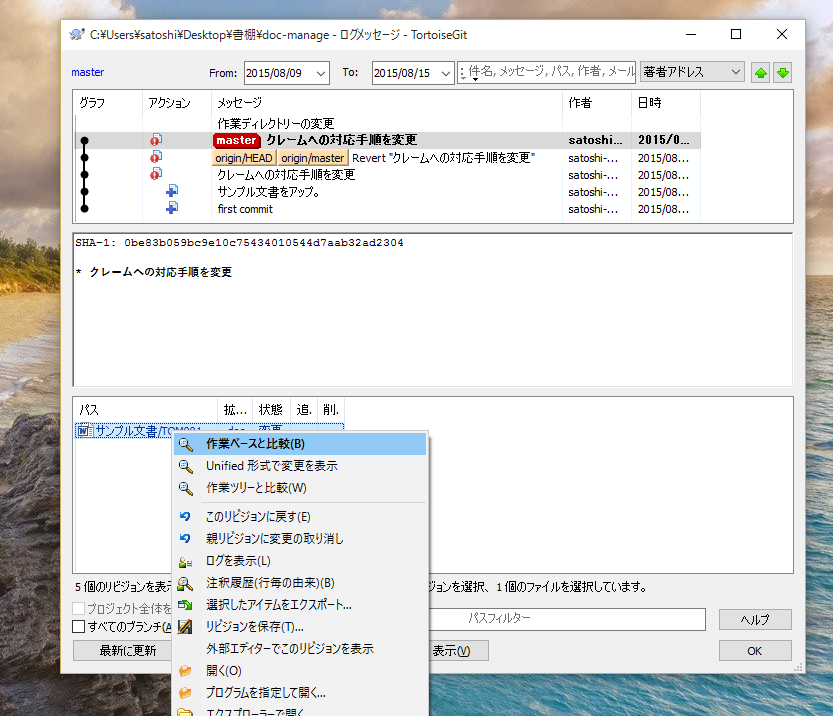 C:¥Users¥satoshi¥Desktop¥書棚¥doc-manage - ログメッセージ - TortoiseGit
master From: 2015/08/09 To: 2015/08/15 件名, メッセージ, パス, 作者, メール 著者アドレス
グラフ アクション メッセージ 作者 日時
作業ディレクトリーの変更
master クレームへの対応手順を変更 satoshi... 2015/0...
origin/HEAD origin/master Revert "クレームへの対応手順を変更" satoshi-... 2015/08...
クレームへの対応手順を変更 satoshi-... 2015/08...
サンプル文書をアップ。 satoshi-... 2015/08...
first commit satoshi-... 2015/08...
SHA-1: 0be83b059bc9e10c75434010544d7aab32ad2304
* クレームへの対応手順を変更
パス 拡... 状態 追. 削.
サンプル文書/
作業ベースと比較(B)
Unified 形式で変更を表示
作業ツリーと比較(W)
このリビジョンに戻す(E)
親リビジョンに変更の取り消し
ログを表示(L)
注釈履歴(行毎の由来)(B)
選択したアイテムをエクスポート...
リビジョンを保存(T)...
外部エディターでこのリビジョンを表示
開く(O)
プログラムを指定して開く...
エクスプローラーで開く
5 個のリビジョンを表 ジョンを選択、1 個のファイルを選択しています。
プロジェクト全体を パスフィルター ヘルプ
すべてのブランチ(A
最新に更新 表示(V) OK